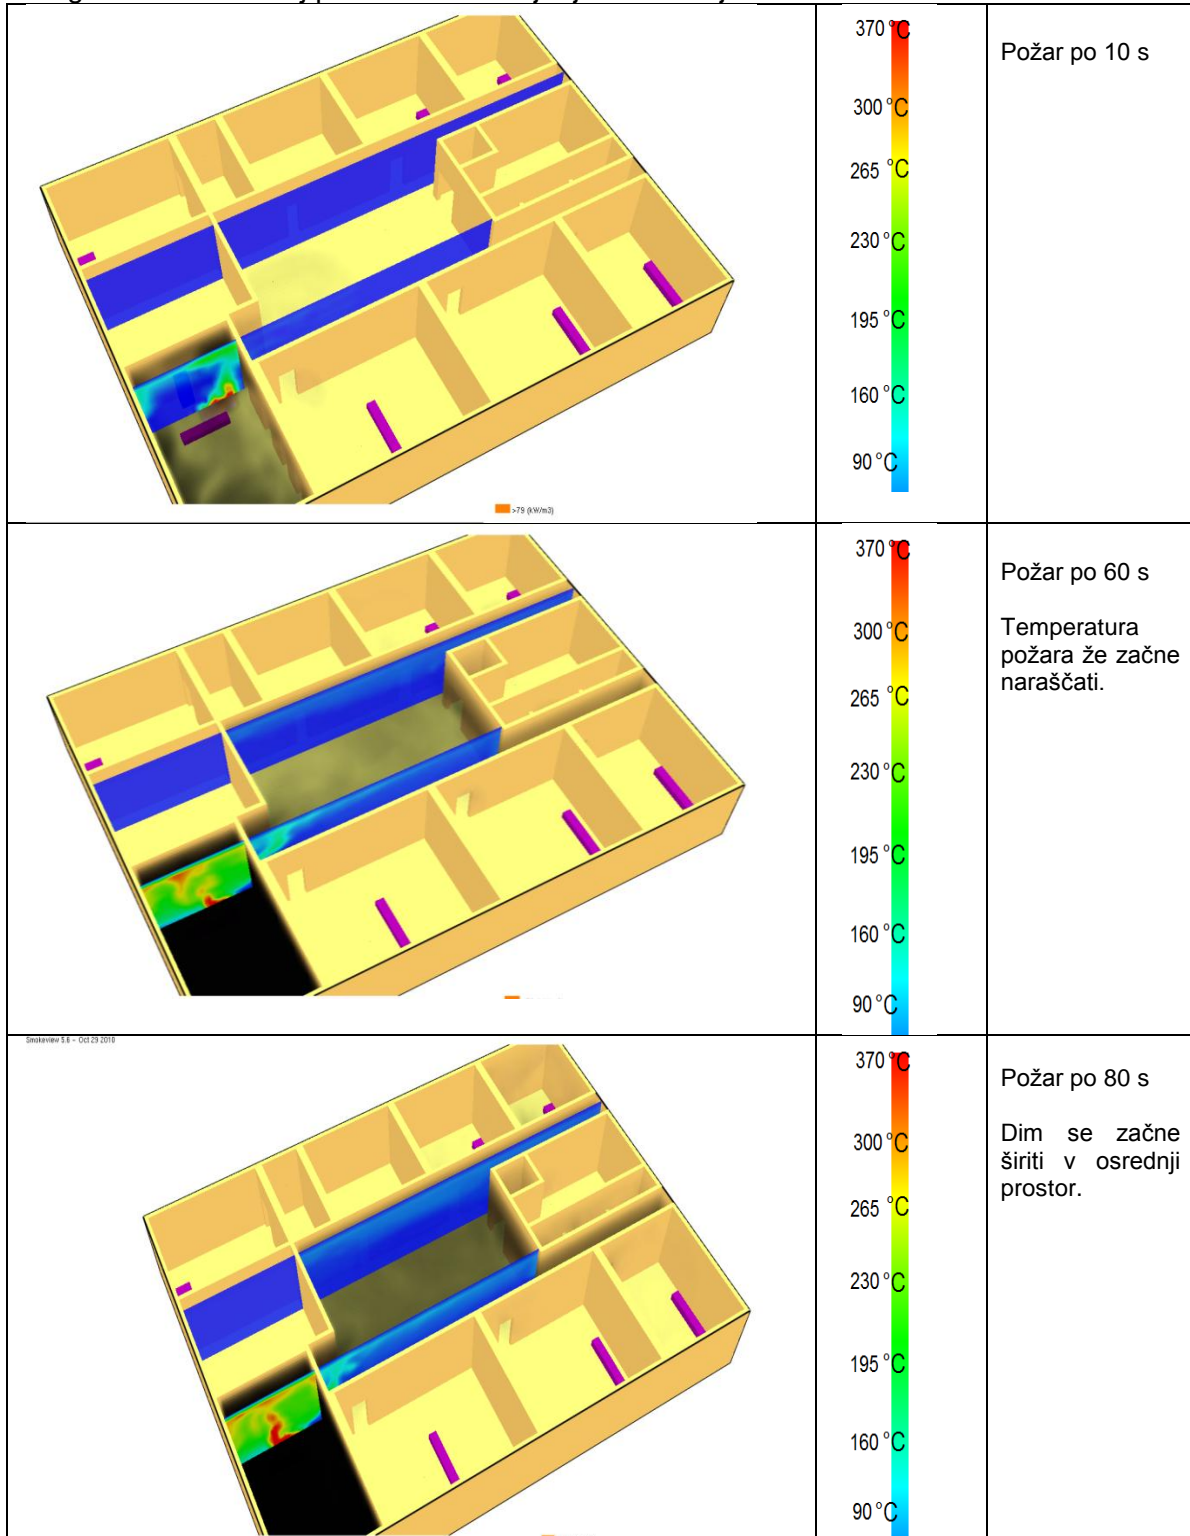 370 °C
300 °C
265 °C
230 °C
195 °C
160 °C
90 °C
Požar po 10 s
>79 (kW/m3)
370 °C
300 °C
265 °C
230 °C
195 °C
160 °C
90 °C
Požar po 60 s
Temperatura
požara že začne
naraščati.
Smokeview 5.6 - Oct 29 2010
370 °C
300 °C
265 °C
230 °C
195 °C
160 °C
90 °C
Požar po 80 s
Dim se začne
širiti v osrednji
prostor.